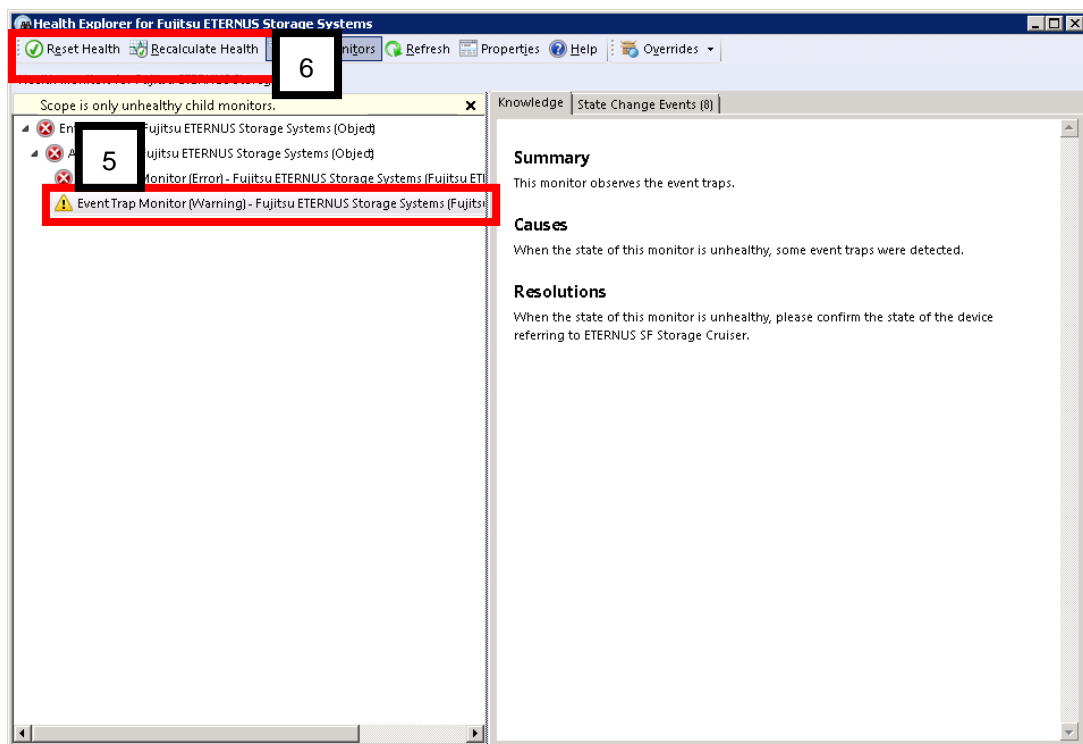 Health Explorer for Fujitsu ETERNUS Storage Systems
Reset Health Recalculate Health nitors Refresh Properties Help Overrides
6
Scope is only unhealthy child monitors.
Knowledge State Change Events (8)
En Fujitsu ETERNUS Storage Systems (Object)
A Fujitsu ETERNUS Storage Systems (Object)
5
Monitor (Error) - Fujitsu ETERNUS Storage Systems (Fujitsu ETE
Event Trap Monitor (Warning) - Fujitsu ETERNUS Storage Systems (Fujitsu
Summary
This monitor observes the event traps.
Causes
When the state of this monitor is unhealthy, some event traps were detected.
Resolutions
When the state of this monitor is unhealthy, please confirm the state of the device
referring to ETERNUS SF Storage Cruiser.